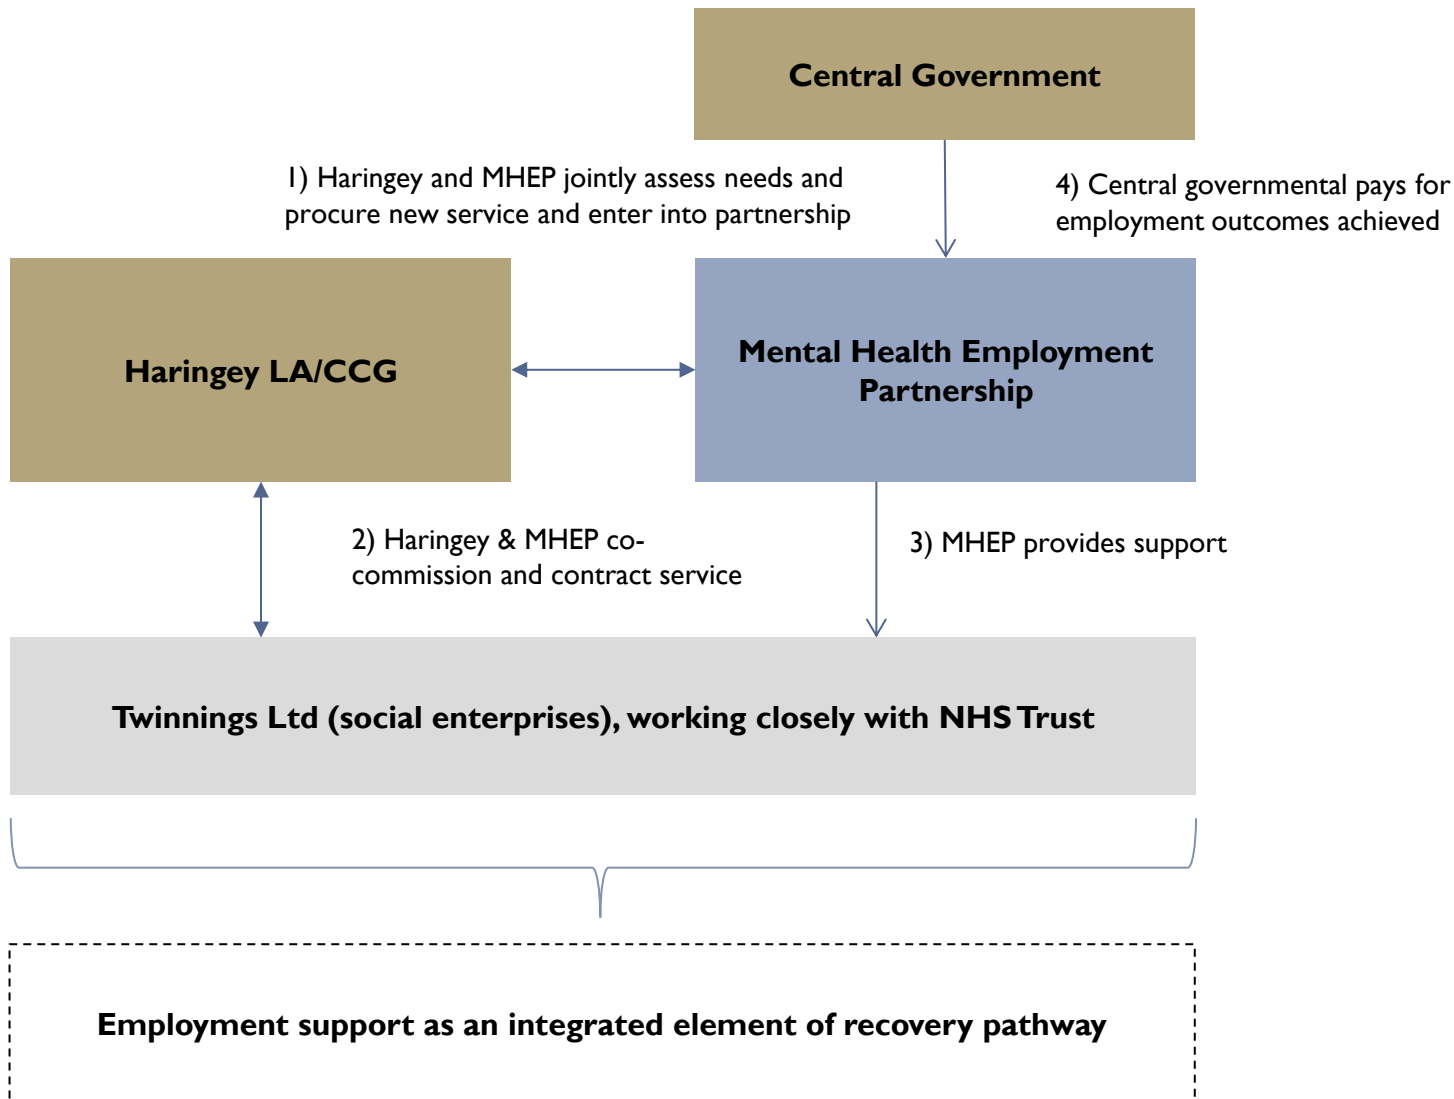 Central Government
1) Haringey and MHEP jointly assess needs and
procure new service and enter into partnership
4) Central governmental pays for
employment outcomes achieved
Haringey LA/CCG
Mental Health Employment
Partnership
2) Haringey & MHEP co-
commission and contract service
3) MHEP provides support
Twinnings Ltd (social enterprises), working closely with NHS Trust
Employment support as an integrated element of recovery pathway